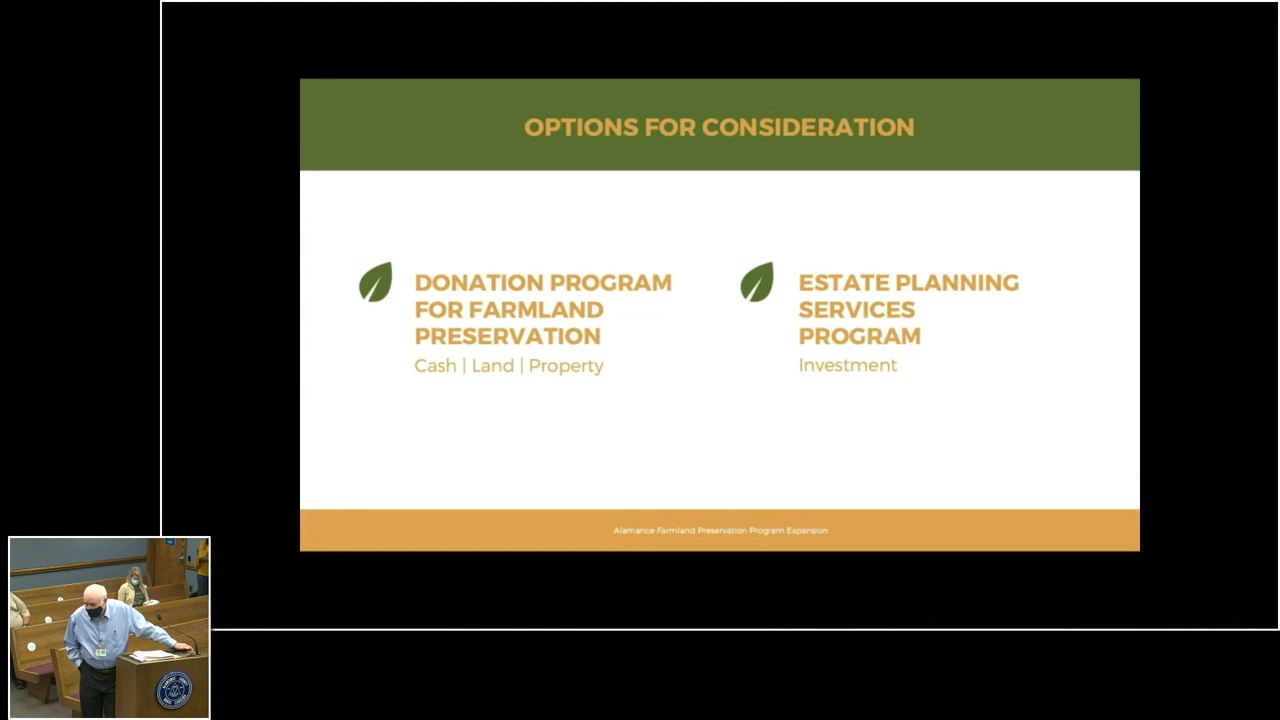 OPTIONS FOR CONSIDERATION
DONATION PROGRAM
FOR FARMLAND
PRESERVATION
Cash | Land | Property
ESTATE PLANNING
SERVICES
PROGRAM
Investment
Alamance Farmland Preservation Program Expansion